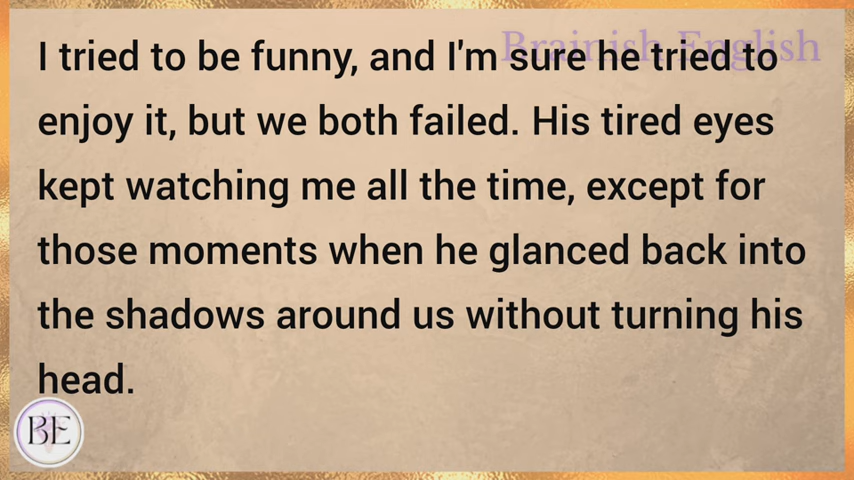 Brainish English
I tried to be funny, and I'm sure he tried to
enjoy it, but we both failed. His tired eyes
kept watching me all the time, except for
those moments when he glanced back into
the shadows around us without turning his
head.
BE